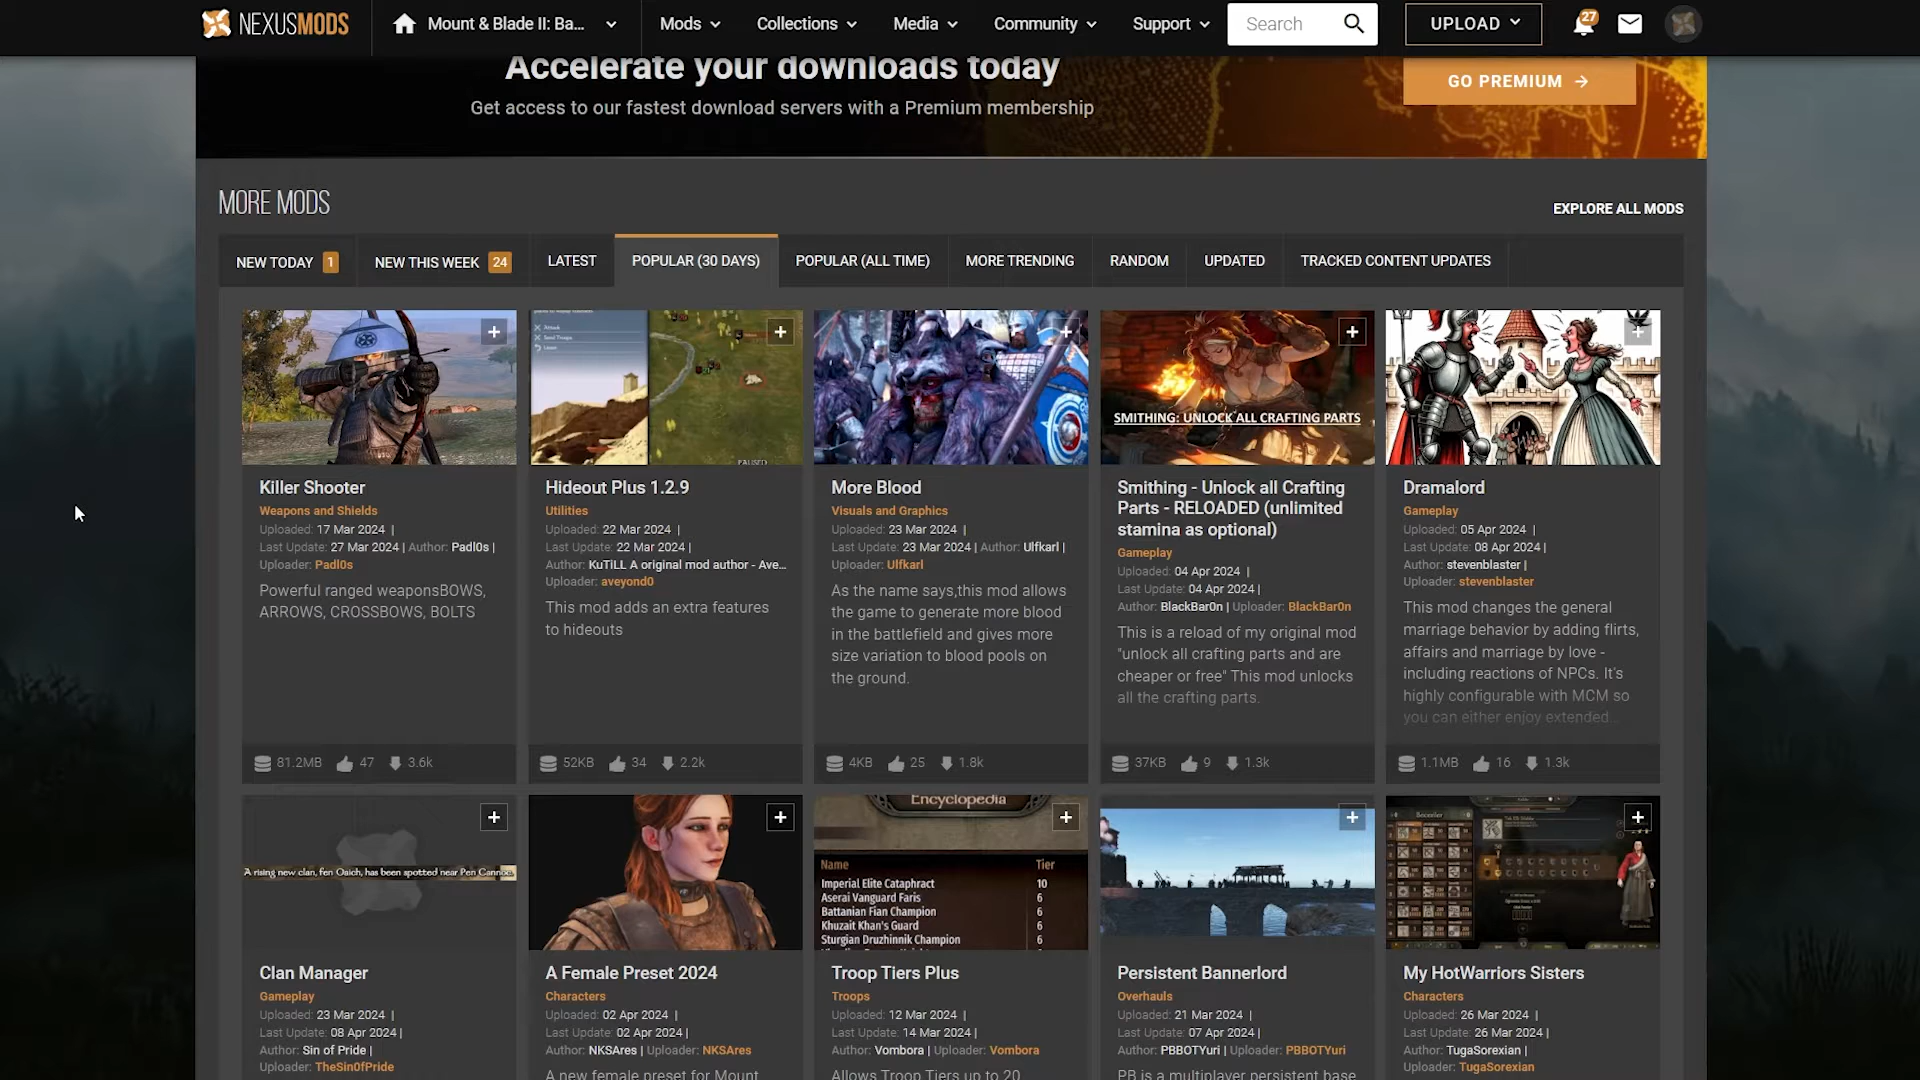 NEXUSMODS
Mount & Blade II: Ba...
Mods
Collections
Media
Community
Support
Search
UPLOAD
27
Accelerate your downloads today
Get access to our fastest download servers with a Premium membership
GO PREMIUM
MORE MODS
EXPLORE ALL MODS
NEW TODAY 1
NEW THIS WEEK 24
LATEST
POPULAR (30 DAYS)
POPULAR (ALL TIME)
MORE TRENDING
RANDOM
UPDATED
TRACKED CONTENT UPDATES
Killer Shooter
Weapons and Shields
Uploaded: 17 Mar 2024 |
Last Update: 27 Mar 2024 | Author: Padl0s |
Uploader: Padl0s
Powerful ranged weaponsBOWS,
ARROWS, CROSSBOWS, BOLTS
81.2MB 47 3.6k
Attack
Send Troops
Leave
PAUSED
Hideout Plus 1.2.9
Utilities
Uploaded: 22 Mar 2024 |
Last Update: 22 Mar 2024 |
Author: KuTiLL A original mod author - Ave...
Uploader: aveyond0
This mod adds an extra features
to hideouts
52KB 34 2.2k
More Blood
Visuals and Graphics
Uploaded: 23 Mar 2024 |
Last Update: 23 Mar 2024 | Author: Ulfkarl |
Uploader: Ulfkarl
As the name says,this mod allows
the game to generate more blood
in the battlefield and gives more
size variation to blood pools on
the ground.
4KB 25 1.8k
SMITHING: UNLOCK ALL CRAFTING PARTS
Smithing - Unlock all Crafting
Parts - RELOADED (unlimited
stamina as optional)
Gameplay
Uploaded: 04 Apr 2024 |
Last Update: 04 Apr 2024 |
Author: BlackBar0n | Uploader: BlackBar0n
This is a reload of my original mod
"unlock all crafting parts and are
cheaper or free" This mod unlocks
all the crafting parts.
37KB 9 1.3k
Dramalord
Gameplay
Uploaded: 05 Apr 2024 |
Last Update: 08 Apr 2024 |
Author: stevenblaster |
Uploader: stevenblaster
This mod changes the general
marriage behavior by adding flirts,
affairs and marriage by love -
including reactions of NPCs. It's
highly configurable with MCM so
you can either enjoy extended...
1.1MB 16 1.3k
A rising new clan, fen Oaich, has been spotted near Pen Cannoc.
Clan Manager
Gameplay
Uploaded: 23 Mar 2024 |
Last Update: 08 Apr 2024 |
Author: Sin of Pride |
Uploader: TheSin0fPride
A Female Preset 2024
Characters
Uploaded: 02 Apr 2024 |
Last Update: 02 Apr 2024 |
Author: NKSAres | Uploader: NKSAres
A new female preset for Mount
Encyclopedia
Name Tier
Imperial Elite Cataphract 10
Aserai Vanguard Faris 6
Battanian Fian Champion 6
Khuzait Khan's Guard 6
Sturgian Druzhinnik Champion 6
Troop Tiers Plus
Troops
Uploaded: 12 Mar 2024 |
Last Update: 14 Mar 2024 |
Author: Vombora | Uploader: Vombora
Allows Troop Tiers up to 20
Persistent Bannerlord
Overhauls
Uploaded: 21 Mar 2024 |
Last Update: 07 Apr 2024 |
Author: PBBOTYuri | Uploader: PBBOTYuri
PB is a multiplayer persistent base
My HotWarriors Sisters
Characters
Uploaded: 26 Mar 2024 |
Last Update: 26 Mar 2024 |
Author: TugaSorexian |
Uploader: TugaSorexian